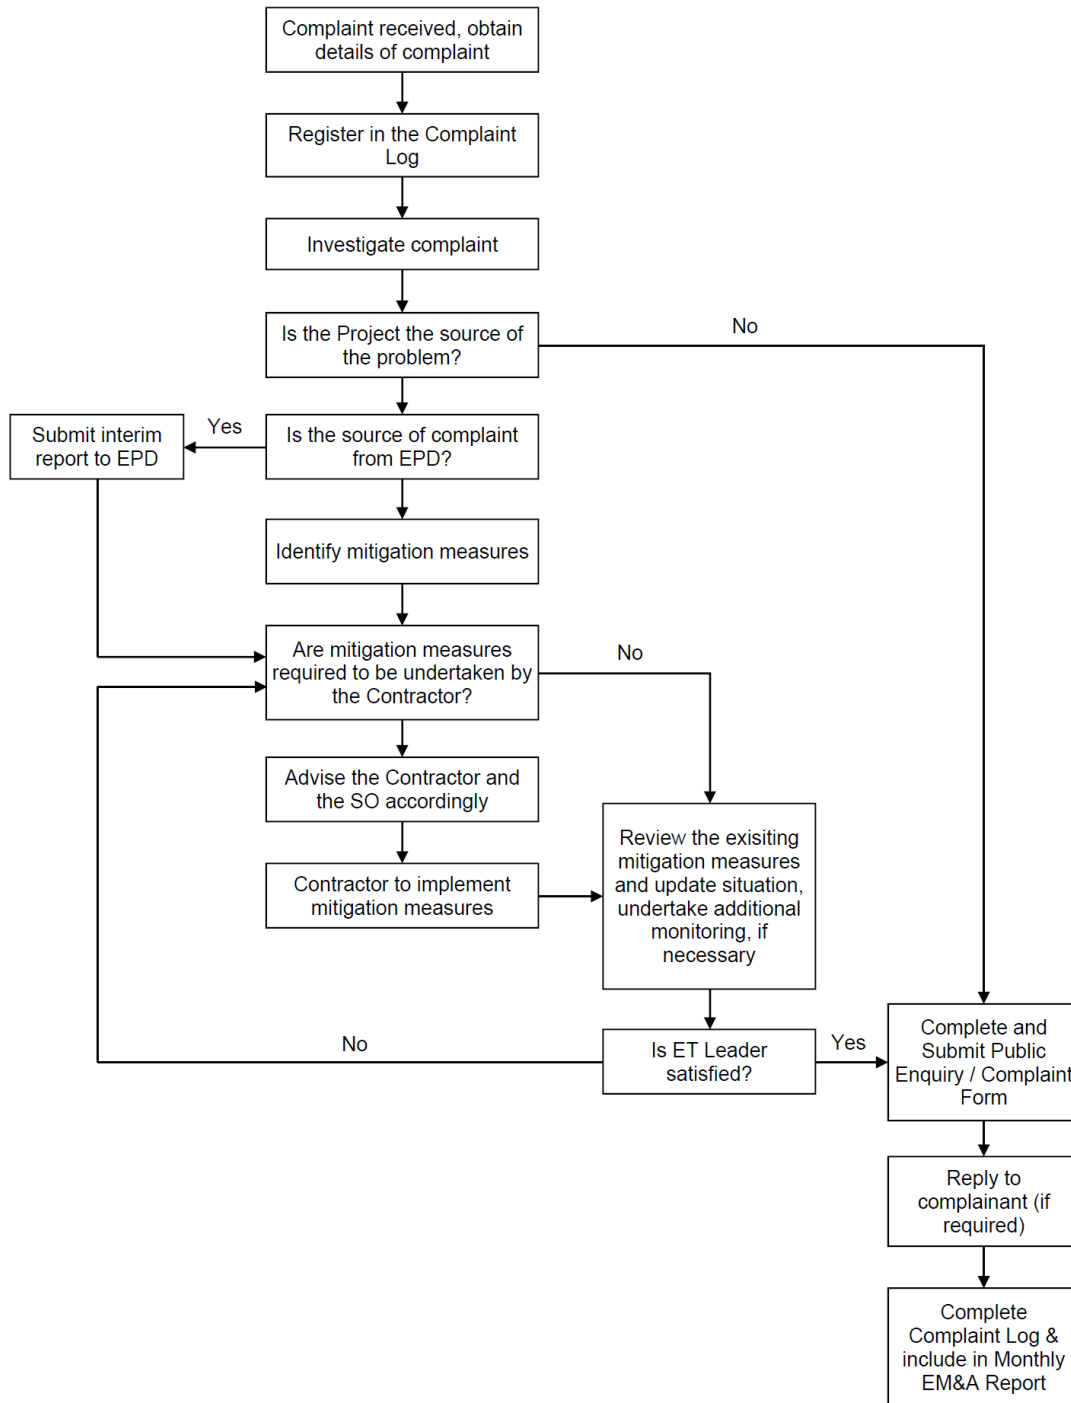 Complaint received, obtain
details of complaint
Register in the Complaint
Log
Investigate complaint
Is the Project the source of
the problem?
No
Submit interim
report to EPD
Yes
Is the source of complaint
from EPD?
Identify mitigation measures
Are mitigation measures
required to be undertaken by
the Contractor?
No
Advise the Contractor and
the SO accordingly
Contractor to implement
mitigation measures
Review the exisiting
mitigation measures
and update situation,
undertake additional
monitoring, if
necessary
No
Is ET Leader
satisfied?
Yes
Complete and
Submit Public
Enquiry / Complaint
Form
Reply to
complainant (if
required)
Complete
Complaint Log &
include in Monthly
EM&A Report